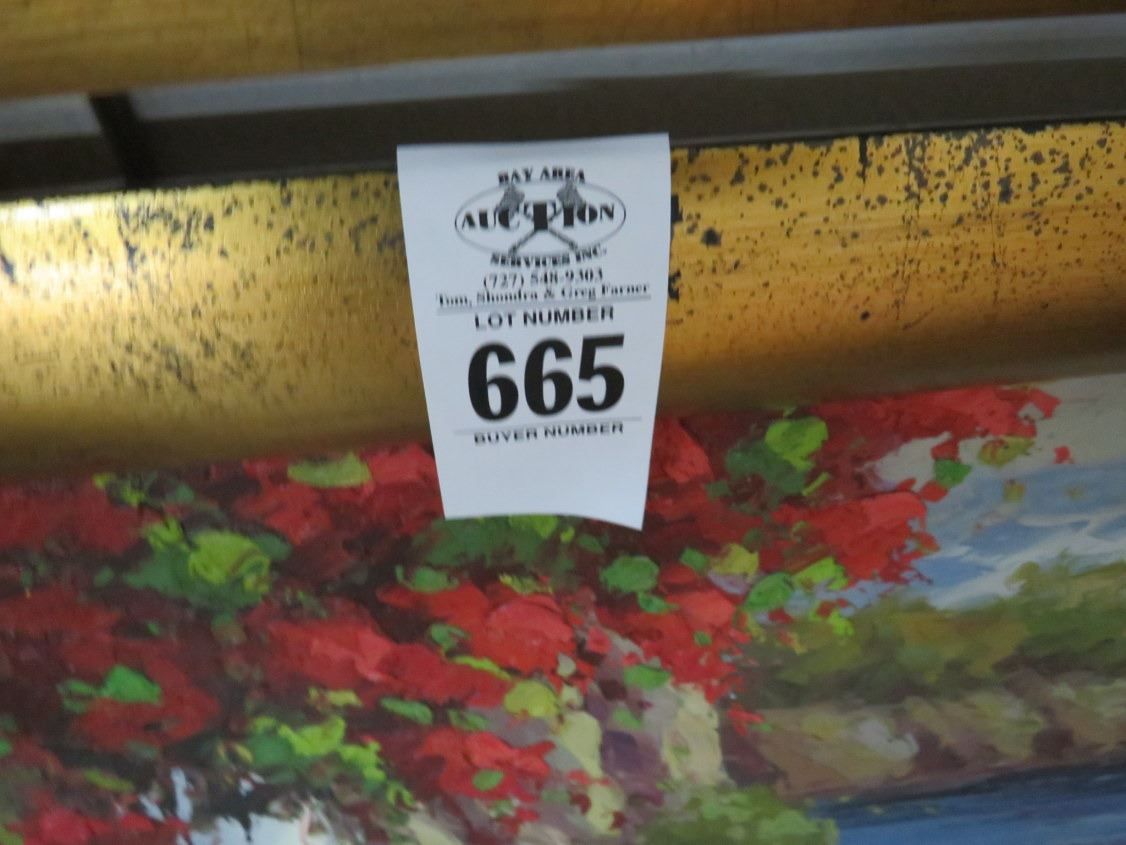 BAY AREA
AUCTION
SERVICES INC.
(727) 548-9303
Tom, Shondra & Greg Farner
LOT NUMBER
665
BUYER NUMBER